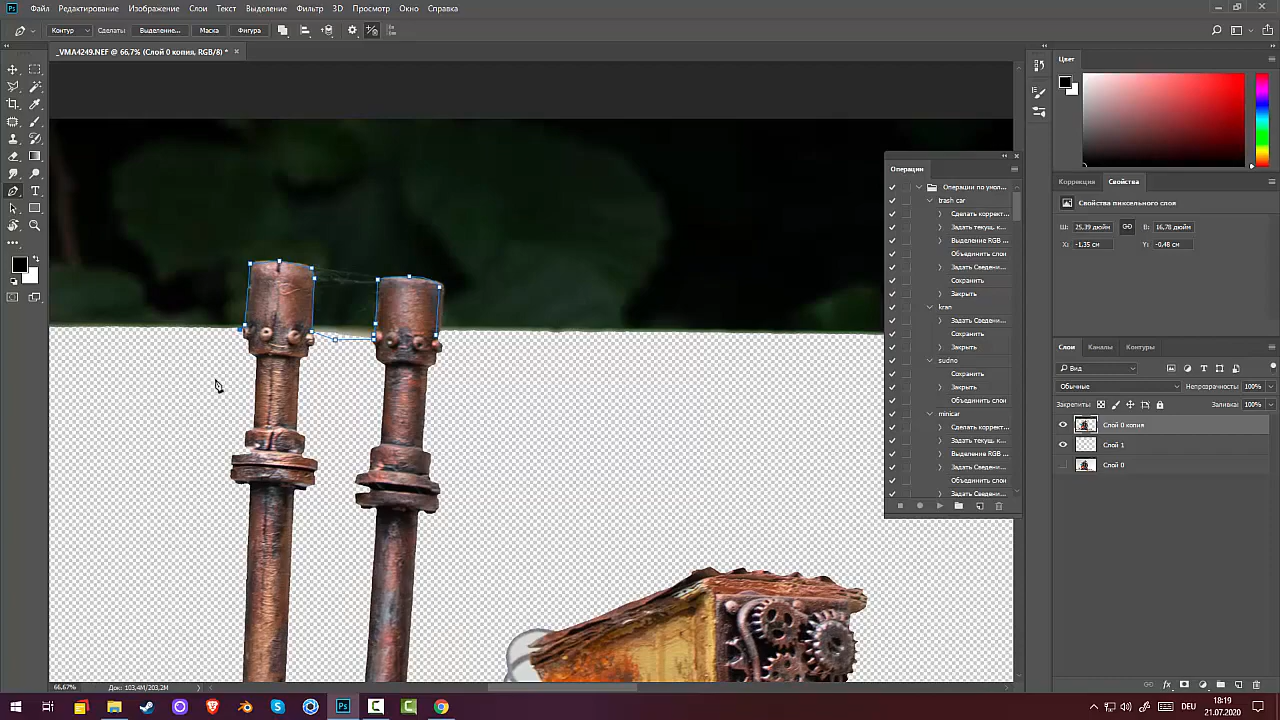 Файл Редактирование Изображение Слои Текст Выделение Фильтр 3D Просмотр Окно Справка
Контур Сделаты Выделение... Маска Фигура
_VMA4249.NEF @ 66,7% (Слой 0 копия, RGB/8) * ×
Цвет
Операции
Операции по умол...
trash car
Сделать коррект...
Задать текущ. к...
Выделение RGB ...
Объединить слои
Задать Сведени...
Сохранить
Закрыть
kran
Задать Сведени...
Сохранить
Закрыть
sudno
Сохранить
Закрыть
Объединить слои
minicar
Сделать коррект...
Задать текущ. к...
Выделение RGB ...
Задать Сведени...
Объединить слои
Задать Сведени...
Коррекция Свойства
Свойства пиксельного слоя
Ш: 25,39 дюйм В: 16,78 дюйм
X: -1,35 см Y: -0,48 см
Слои Каналы Контуры
Вид
Обычные Непрозрачность: 100%
Закрепить: Заливка: 100%
Слой 0 копия
Слой 1
Слой 0
66,67% Док: 103,4M/203,2M
DEU
18:19
21.07.2020